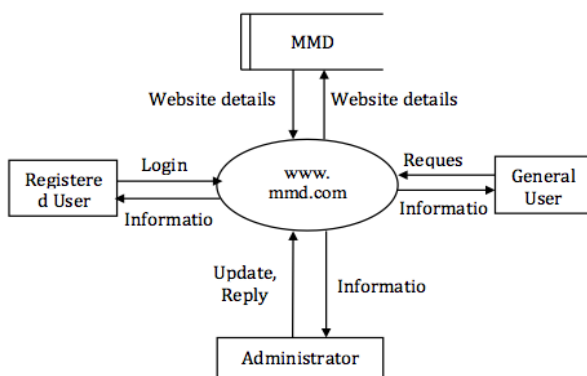 MMD
Website details
Website details
www.
mmd.com
Login
Registere
d User
Informatio
Reques
General
User
Informatio
Update,
Reply
Informatio
Administrator